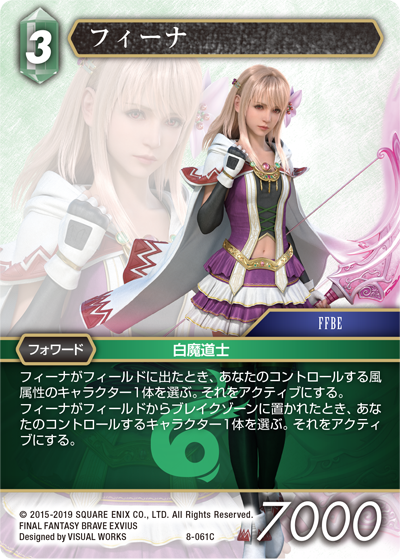 3
フィーナ
FFBE
フォワード
白魔道士
フィーナがフィールドに出たとき、あなたのコントロールする風
属性のキャラクター1体を選ぶ。それをアクティブにする。
フィーナがフィールドからブレイクゾーンに置かれたとき、あな
たのコントロールするキャラクター1体を選ぶ。それをアクティ
ブにする。
© 2015-2019 SQUARE ENIX CO., LTD. All Rights Reserved.
FINAL FANTASY BRAVE EXVIUS
Designed by VISUAL WORKS
8-061C
7000